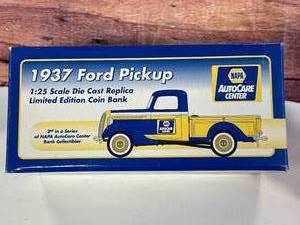 1937 Ford Pickup
1:25 Scale Die Cast Replica
Limited Edition Coin Bank
2nd in a Series
of NAPA AutoCare Center
Bank Collectibles
NAPA
AutoCare
CENTER
NAPA